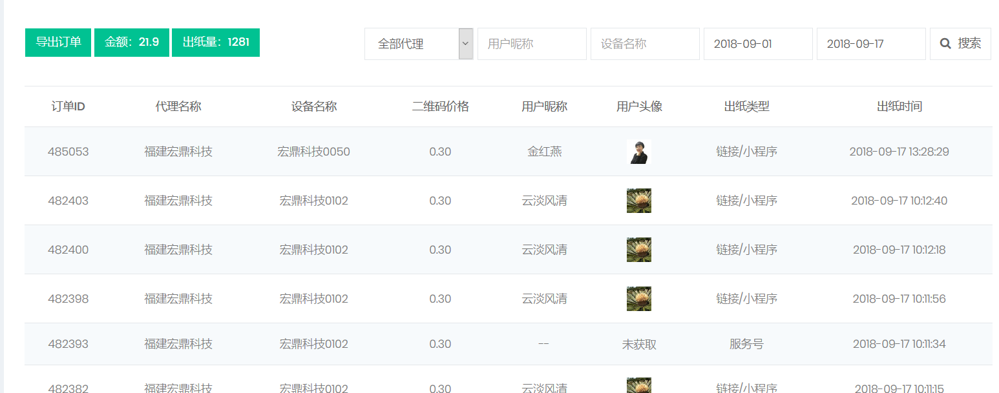 导出订单 金额：21.9 出纸量：1281 全部代理 用户昵称 设备名称 2018-09-01 2018-09-17 搜索
订单ID 代理名称 设备名称 二维码价格 用户昵称 用户头像 出纸类型 出纸时间
485053 福建宏鼎科技 宏鼎科技0050 0.30 金红燕 链接/小程序 2018-09-17 13:28:29
482403 福建宏鼎科技 宏鼎科技0102 0.30 云淡风清 链接/小程序 2018-09-17 10:12:40
482400 福建宏鼎科技 宏鼎科技0102 0.30 云淡风清 链接/小程序 2018-09-17 10:12:18
482398 福建宏鼎科技 宏鼎科技0102 0.30 云淡风清 链接/小程序 2018-09-17 10:11:56
482393 福建宏鼎科技 宏鼎科技0102 0.30 -- 未获取 服务号 2018-09-17 10:11:34
482382 福建宏鼎科技 宏鼎科技0102 0.30 云淡风清 链接/小程序 2018-09-17 10:11:15